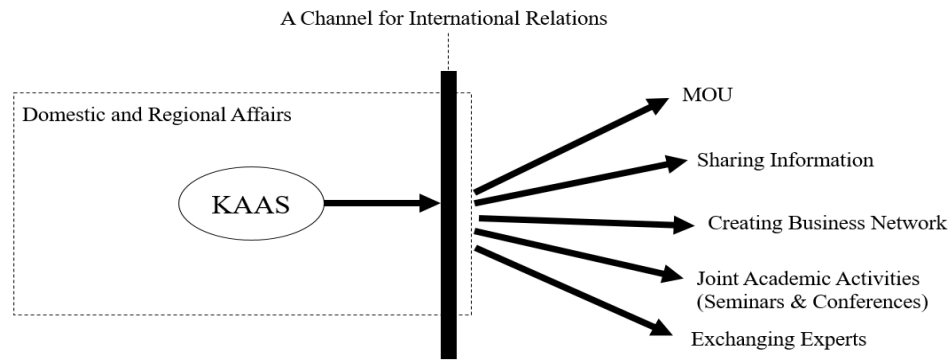 A Channel for International Relations
Domestic and Regional Affairs
KAAS
MOU
Sharing Information
Creating Business Network
Joint Academic Activities
(Seminars & Conferences)
Exchanging Experts